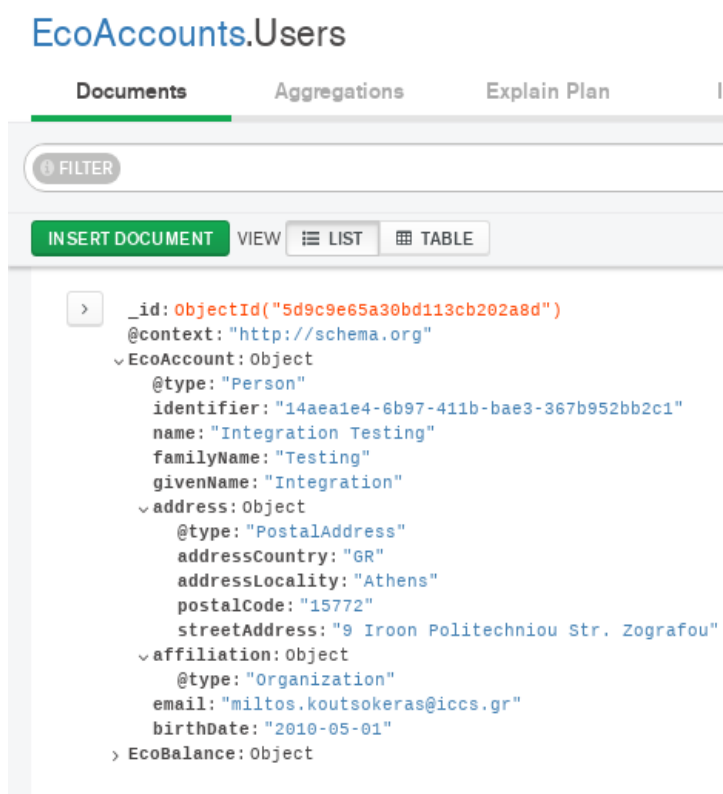 EcoAccounts.Users
Documents Aggregations Explain Plan
FILTER
INSERT DOCUMENT VIEW LIST TABLE
_id: ObjectId("5d9c9e65a30bd113cb202a8d")
@context: "http://schema.org"
EcoAccount: Object
@type: "Person"
identifier: "14aea1e4-6b97-411b-bae3-367b952bb2c1"
name: "Integration Testing"
familyName: "Testing"
givenName: "Integration"
address: Object
@type: "PostalAddress"
addressCountry: "GR"
addressLocality: "Athens"
postalCode: "15772"
streetAddress: "9 Iroon Politechniou Str. Zografou"
affiliation: Object
@type: "Organization"
email: "miltos.koutsokeras@iccs.gr"
birthDate: "2010-05-01"
EcoBalance: Object